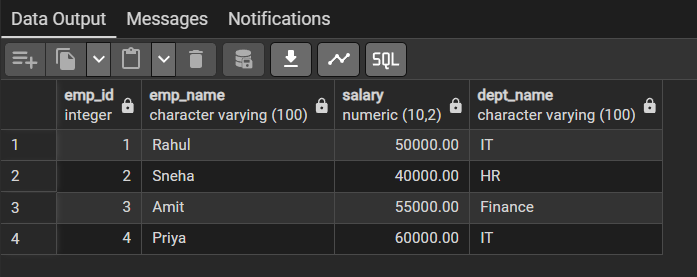 Data Output Messages Notifications
SQL
emp_id emp_name salary dept_name
integer character varying (100) numeric (10,2) character varying (100)
1 1 Rahul 50000.00 IT
2 2 Sneha 40000.00 HR
3 3 Amit 55000.00 Finance
4 4 Priya 60000.00 IT